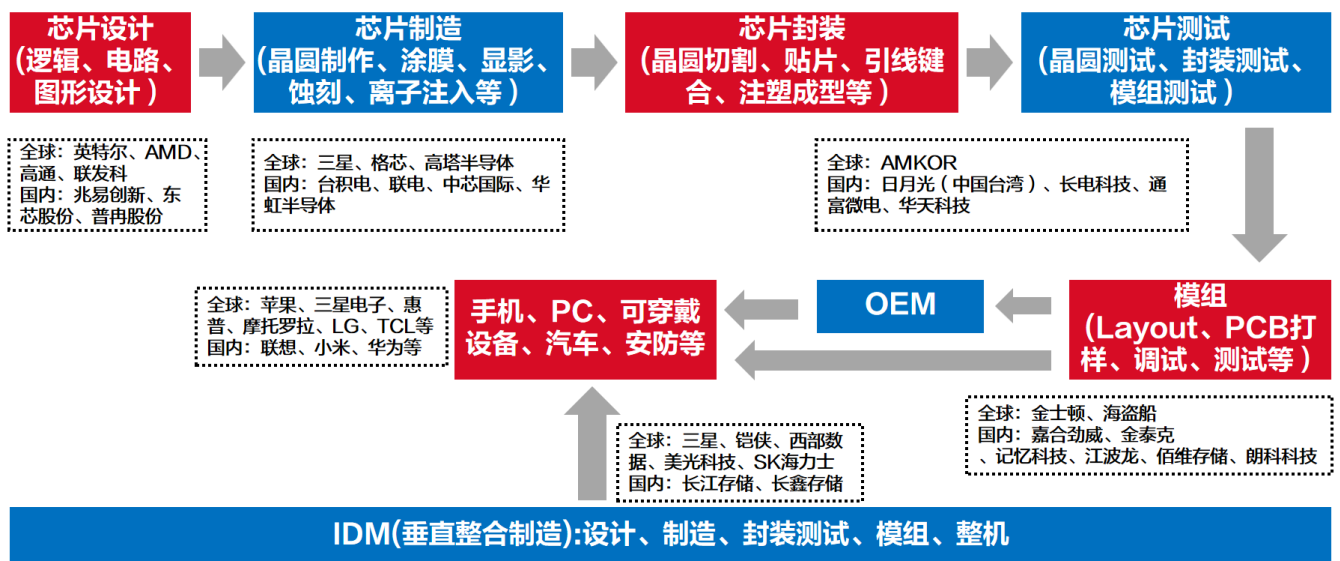 芯片设计
(逻辑、电路、
图形设计)
芯片制造
(晶圆制作、涂膜、显影、
蚀刻、离子注入等)
芯片封装
(晶圆切割、贴片、引线键
合、注塑成型等)
芯片测试
(晶圆测试、封装测试、
模组测试)
全球：英特尔、AMD、
高通、联发科
国内：兆易创新、东
芯股份、普冉股份
全球：三星、格芯、高塔半导体
国内：台积电、联电、中芯国际、华
虹半导体
全球：AMKOR
国内：日月光（中国台湾）、长电科技、通
富微电、华天科技
全球：苹果、三星电子、惠
普、摩托罗拉、LG、TCL等
国内：联想、小米、华为等
手机、PC、可穿戴
设备、汽车、安防等
OEM
模组
(Layout、PCB打
样、调试、测试等)
全球：三星、铠侠、西部数
据、美光科技、SK海力士
国内：长江存储、长鑫存储
全球：金士顿、海盗船
国内：嘉合劲威、金泰克
、记忆科技、江波龙、佰维存储、朗科科技
IDM(垂直整合制造):设计、制造、封装测试、模组、整机